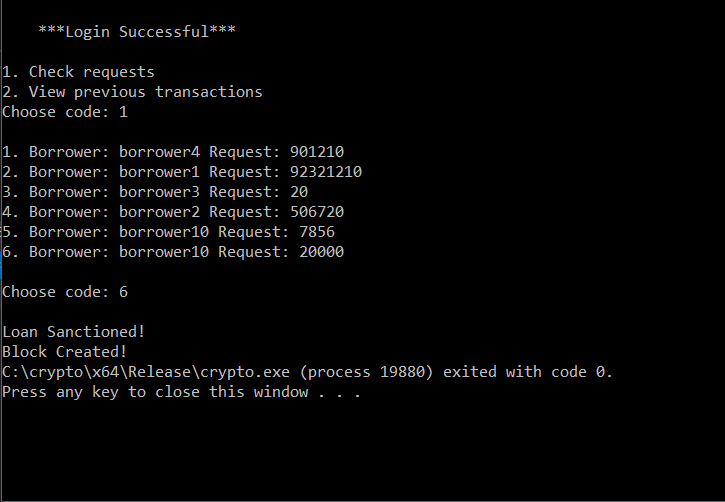 ***Login Successful***
1. Check requests
2. View previous transactions
Choose code: 1
1. Borrower: borrower4 Request: 901210
2. Borrower: borrower1 Request: 92321210
3. Borrower: borrower3 Request: 20
4. Borrower: borrower2 Request: 506720
5. Borrower: borrower10 Request: 7856
6. Borrower: borrower10 Request: 20000
Choose code: 6
Loan Sanctioned!
Block Created!
C:\crypto\x64\Release\crypto.exe (process 19880) exited with code 0.
Press any key to close this window . . .